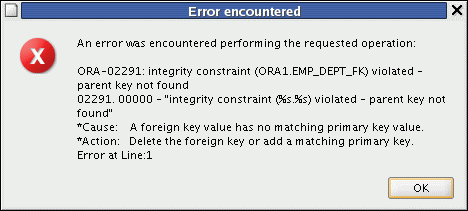 Error encountered
An error was encountered performing the requested operation:
ORA-02291: integrity constraint (ORA1.EMP_DEPT_FK) violated -
parent key not found
02291. 00000 - "integrity constraint (%s.%s) violated - parent key not
found"
*Cause: A foreign key value has no matching primary key value.
*Action: Delete the foreign key or add a matching primary key.
Error at Line:1
OK